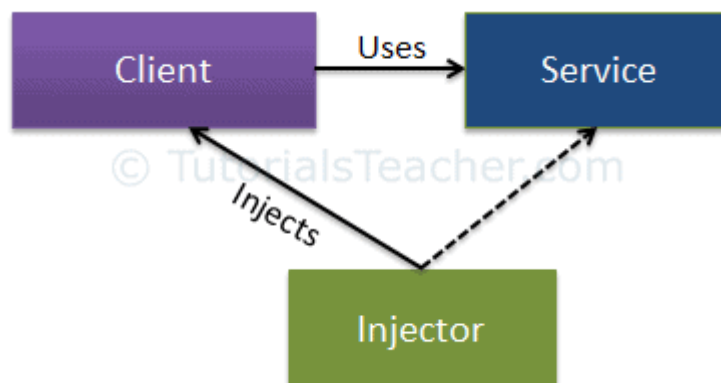 Uses
Client
Service
© TutorialsTeacher.com
Injects
Injector